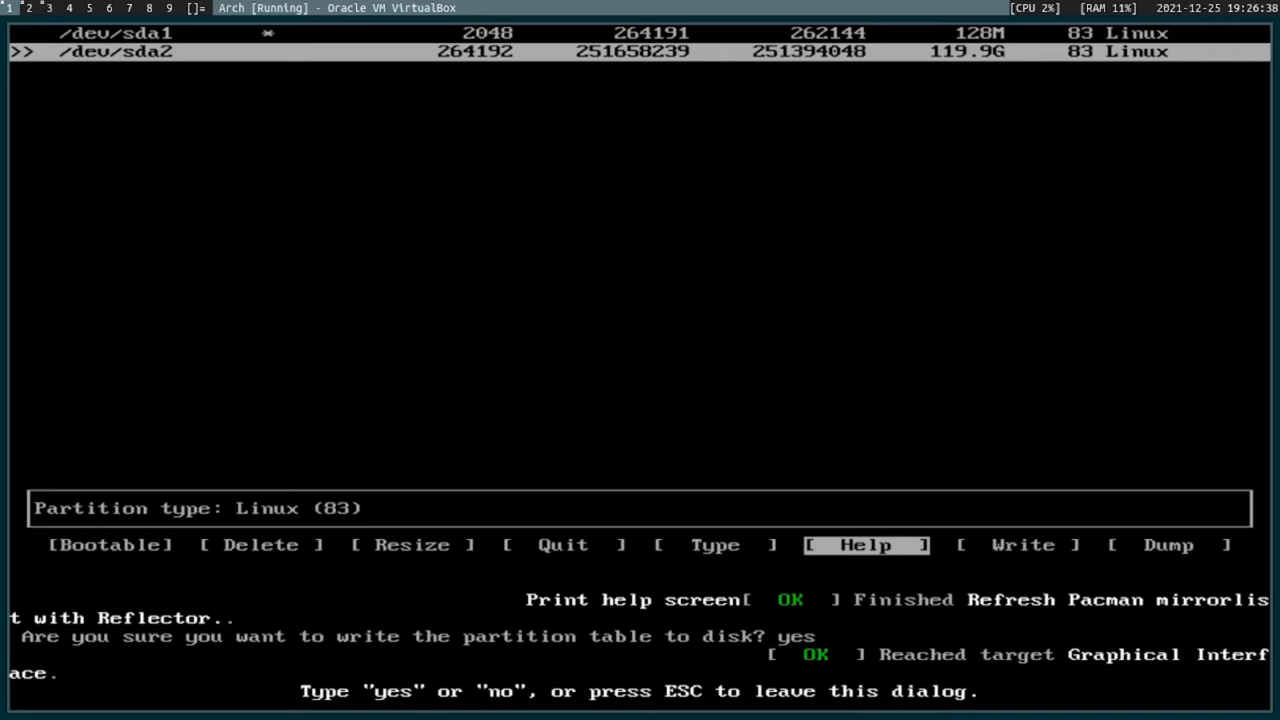 1 2 3 4 5 6 7 8 9 []= Arch [Running] - Oracle VM VirtualBox [CPU 2%] [RAM 11%] 2021-12-25 19:26:38
/dev/sda1 * 2048 264191 262144 128M 83 Linux
>> /dev/sda2 264192 251658239 251394048 119.9G 83 Linux
Partition type: Linux (83)
[Bootable] [ Delete ] [ Resize ] [ Quit ] [ Type ] [ Help ] [ Write ] [ Dump ]
Print help screen[ OK ] Finished Refresh Pacman mirrorlis
t with Reflector..
Are you sure you want to write the partition table to disk? yes
[ OK ] Reached target Graphical Interf
ace.
Type "yes" or "no", or press ESC to leave this dialog.